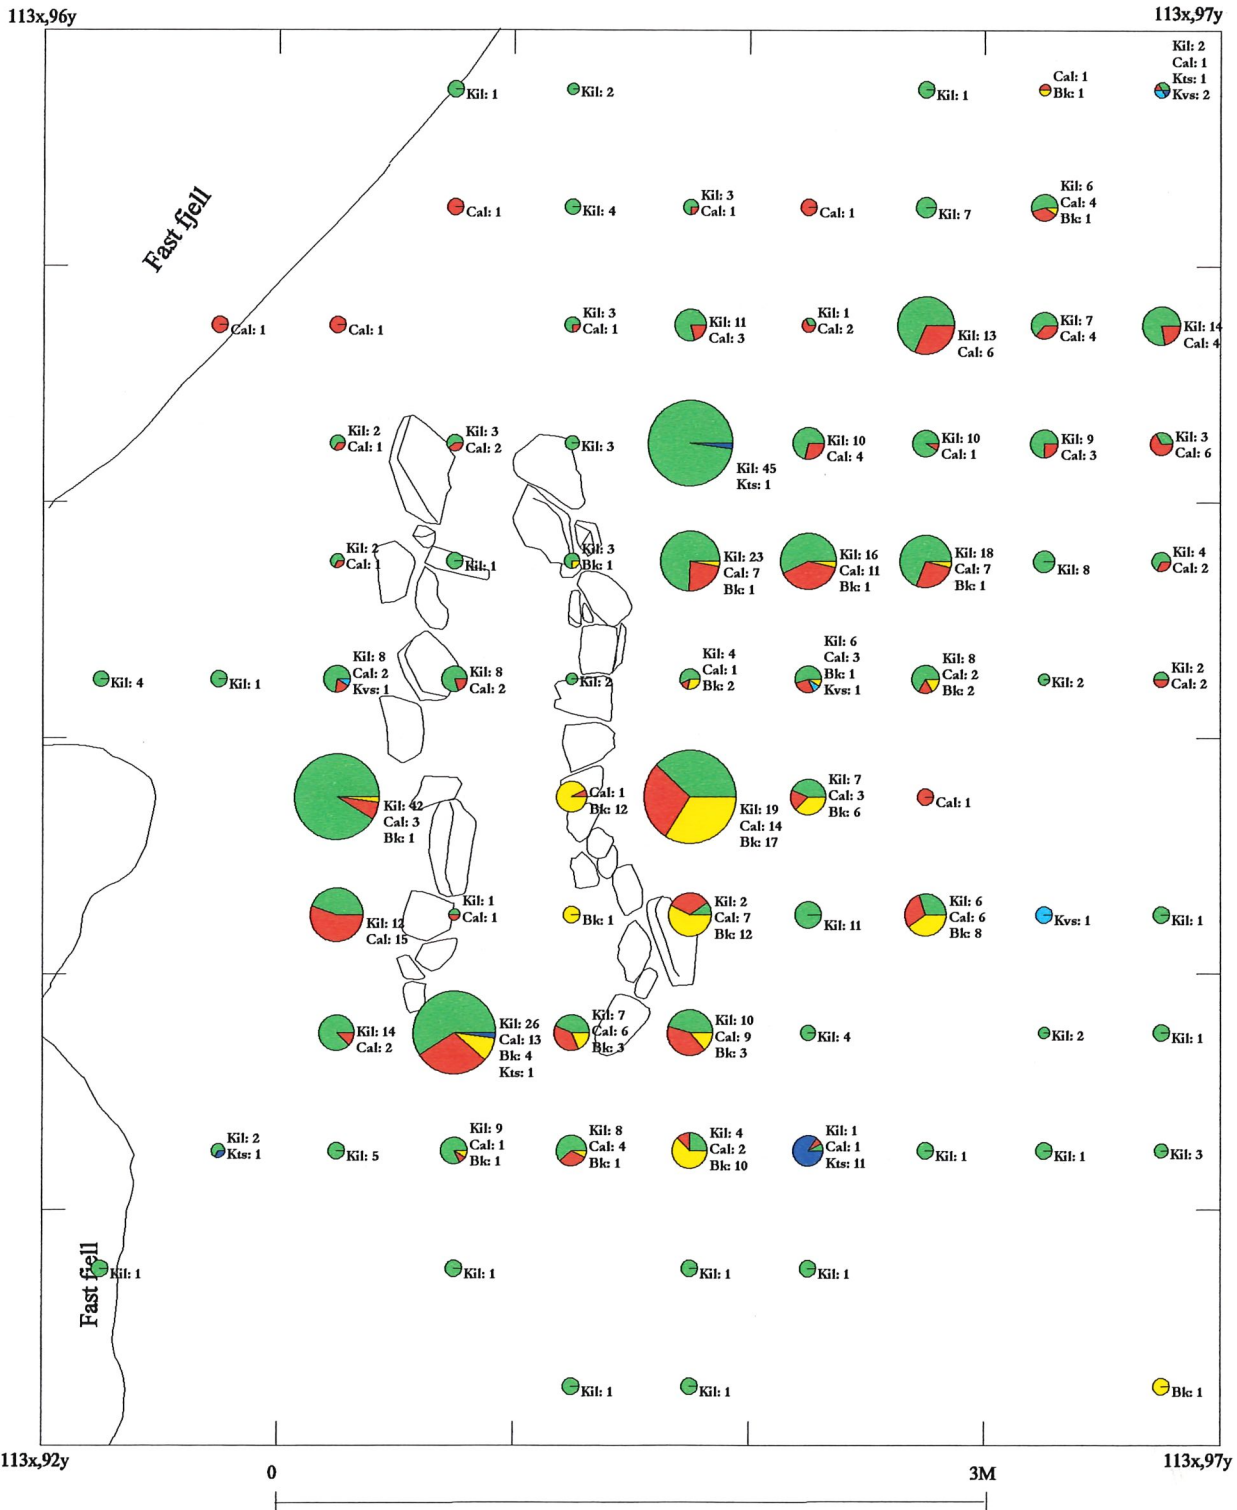 113x,96y
113x,97y
Kil: 1
Kil: 2
Kil: 1
Cal: 1
Bk: 1
Kil: 2
Cal: 1
Kts: 1
Kvs: 2
Fast fjell
Cal: 1
Kil: 4
Kil: 3
Cal: 1
Cal: 1
Kil: 7
Kil: 6
Cal: 4
Bk: 1
Cal: 1
Cal: 1
Kil: 3
Cal: 1
Kil: 11
Cal: 3
Kil: 1
Cal: 2
Kil: 13
Cal: 6
Kil: 7
Cal: 4
Kil: 14
Cal: 4
Kil: 2
Cal: 1
Kil: 3
Cal: 2
Kil: 3
Kil: 45
Kts: 1
Kil: 10
Cal: 4
Kil: 10
Cal: 1
Kil: 9
Cal: 3
Kil: 3
Cal: 6
Kil: 2
Cal: 1
Kil: 1
Kil: 3
Bk: 1
Kil: 23
Cal: 7
Bk: 1
Kil: 16
Cal: 11
Bk: 1
Kil: 18
Cal: 7
Bk: 1
Kil: 8
Kil: 4
Cal: 2
Kil: 4
Kil: 1
Kil: 8
Cal: 2
Kvs: 1
Kil: 8
Cal: 2
Kil: 2
Kil: 4
Cal: 1
Bk: 2
Kil: 6
Cal: 3
Bk: 1
Kvs: 1
Kil: 8
Cal: 2
Bk: 2
Kil: 2
Kil: 2
Cal: 2
Kil: 42
Cal: 3
Bk: 1
Cal: 1
Bk: 12
Kil: 19
Cal: 14
Bk: 17
Kil: 7
Cal: 3
Bk: 6
Cal: 1
Kil: 12
Cal: 15
Kil: 1
Cal: 1
Bk: 1
Kil: 2
Cal: 7
Bk: 12
Kil: 11
Kil: 6
Cal: 6
Bk: 8
Kvs: 1
Kil: 1
Kil: 14
Cal: 2
Kil: 26
Cal: 13
Bk: 4
Kts: 1
Kil: 7
Cal: 6
Bk: 3
Kil: 10
Cal: 9
Bk: 3
Kil: 4
Kil: 2
Kil: 1
Kil: 2
Kts: 1
Kil: 5
Kil: 9
Cal: 1
Bk: 1
Kil: 8
Cal: 4
Bk: 1
Kil: 4
Cal: 2
Bk: 10
Kil: 1
Cal: 1
Kts: 11
Kil: 1
Kil: 1
Kil: 3
Fast fjell
Kil: 1
Kil: 1
Kil: 1
Kil: 1
Kil: 1
Kil: 1
Bk: 1
113x,92y
113x,97y
0
3M